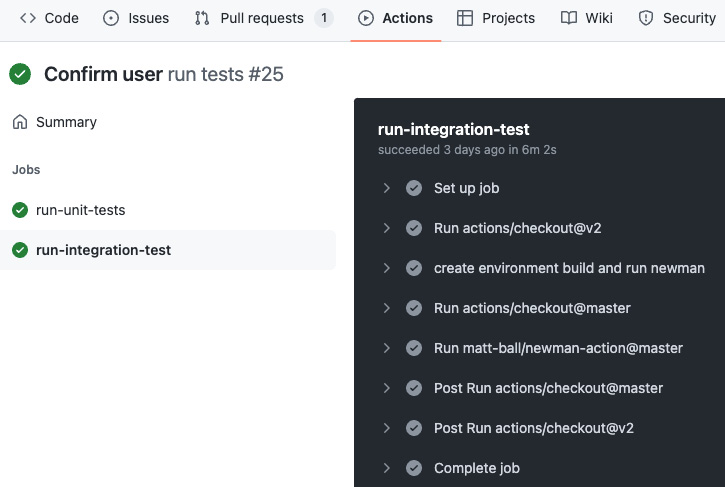 Code Issues Pull requests 1 Actions Projects Wiki Security
Confirm user run tests #25
Summary
Jobs
run-unit-tests
run-integration-test
run-integration-test
succeeded 3 days ago in 6m 2s
Set up job
Run actions/checkout@v2
create environment build and run newman
Run actions/checkout@master
Run matt-ball/newman-action@master
Post Run actions/checkout@master
Post Run actions/checkout@v2
Complete job